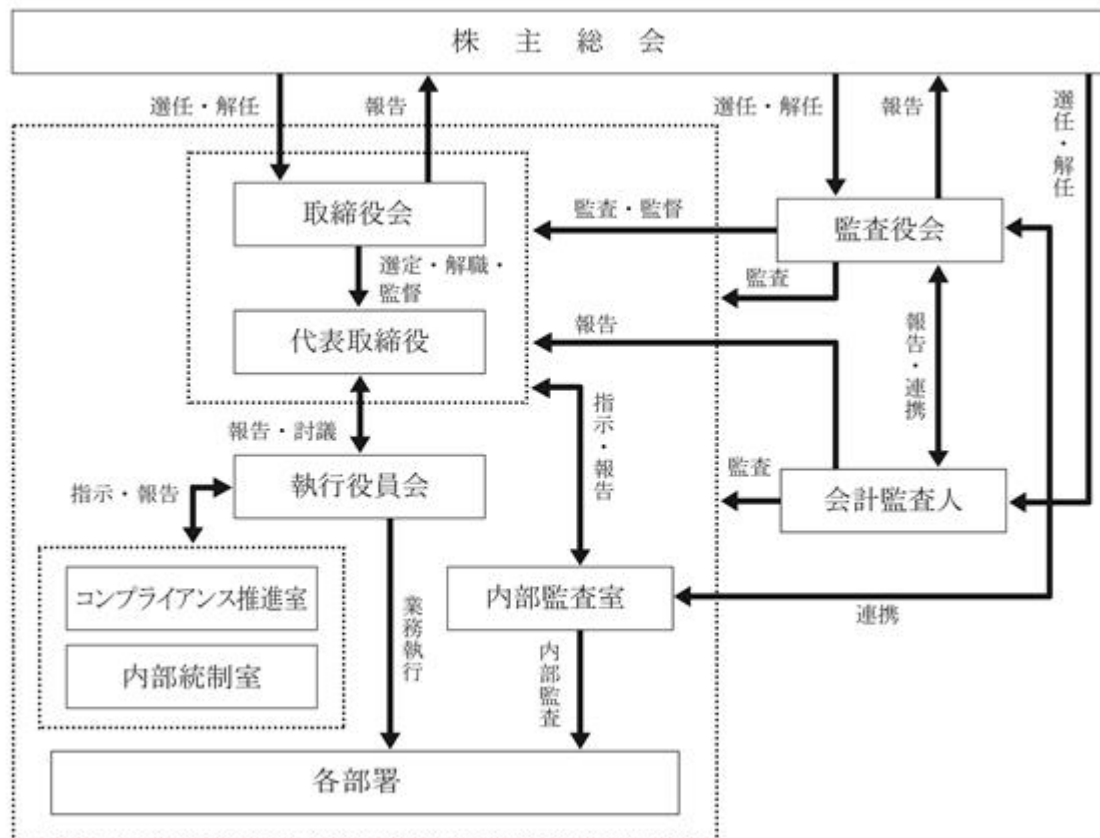 株主総会
選任・解任
報告
選任・解任
報告
選任・解任
取締役会
監査・監督
監査役会
選定・解職・
監督
監査
代表取締役
報告
報告・連携
報告・討議
指示・報告
執行役員会
指示・報告
監査
会計監査人
コンプライアンス推進室
内部監査室
業務執行
連携
内部統制室
内部監査
各部署